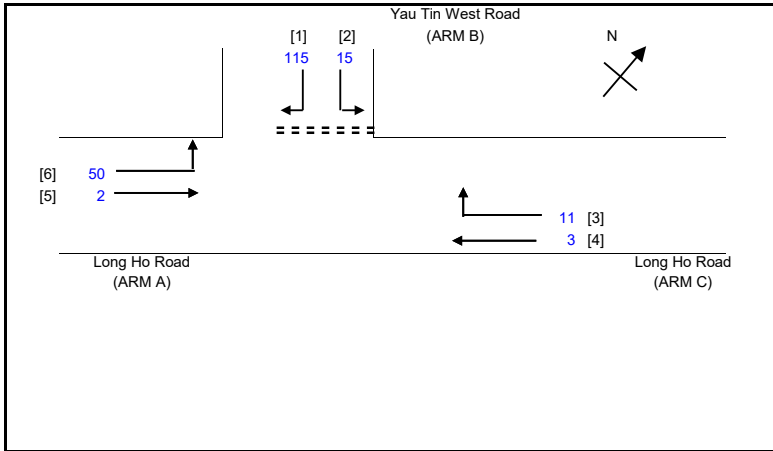 Yau Tin West Road
(ARM B)
N
[1] [2]
115 15
[6] 50
[5] 2
11 [3]
3 [4]
Long Ho Road
(ARM A)
Long Ho Road
(ARM C)